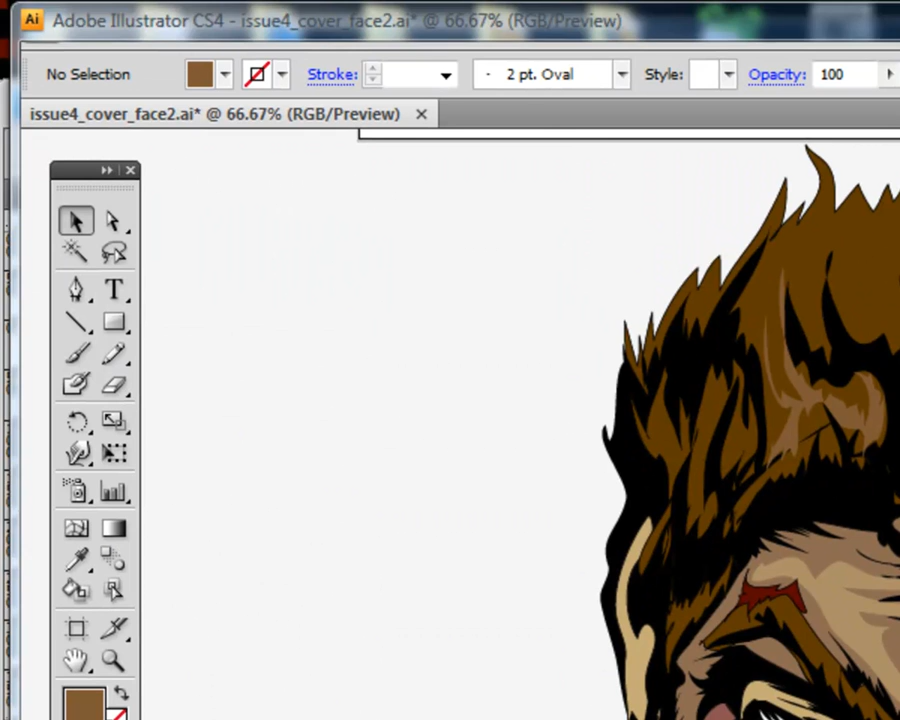 Ai Adobe Illustrator CS4 - issue4_cover_face2.ai* @ 66.67% (RGB/Preview)
No Selection Stroke: 2 pt. Oval Style: Opacity: 100
issue4_cover_face2.ai* @ 66.67% (RGB/Preview) ×
T